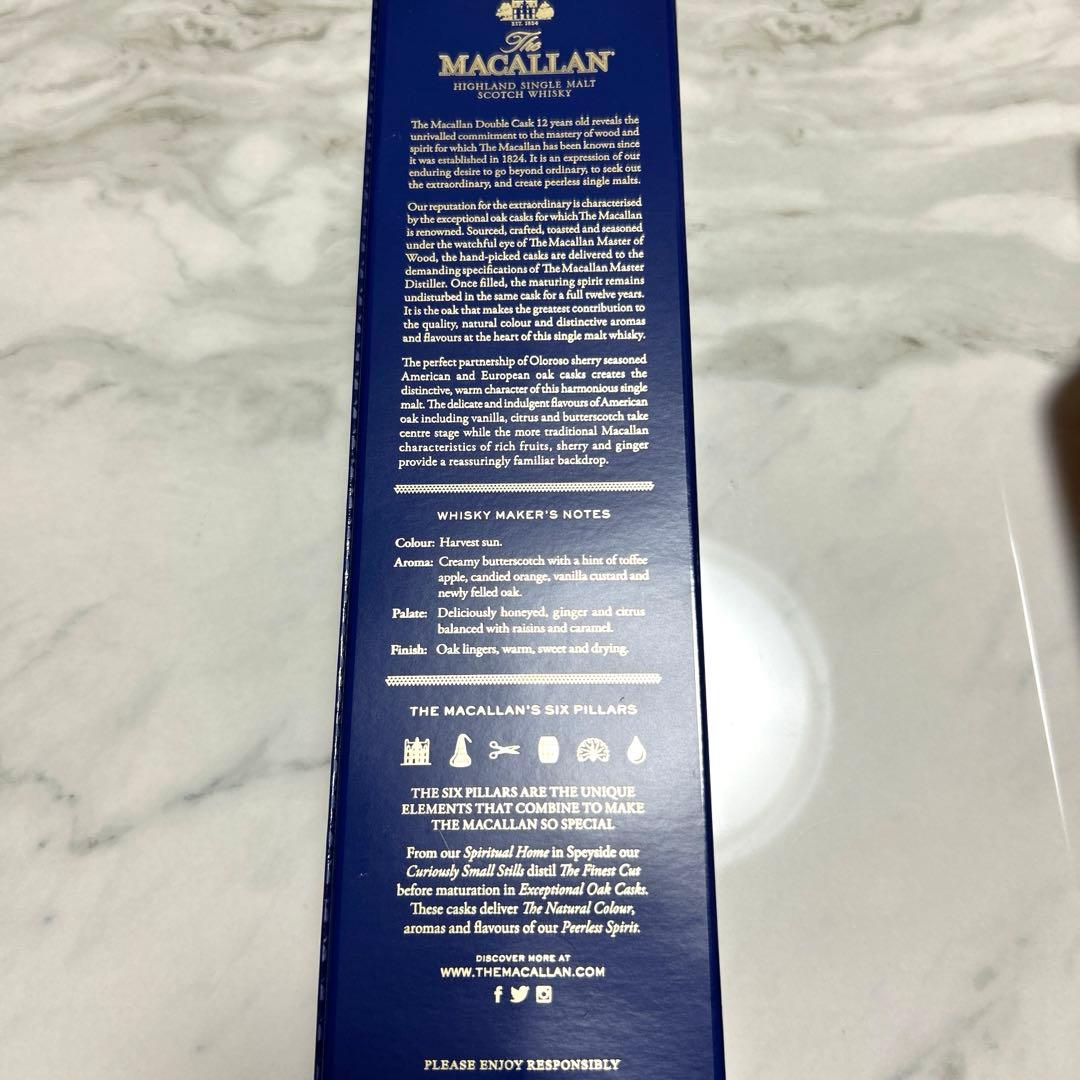 EST. 1824
The
MACALLAN
HIGHLAND SINGLE MALT
SCOTCH WHISKY
The Macallan Double Cask 12 years old reveals the
unrivalled commitment to the mastery of wood and
spirit for which The Macallan has been known since
it was established in 1824. It is an expression of our
enduring desire to go beyond ordinary, to seek out
the extraordinary, and create peerless single malts.
Our reputation for the extraordinary is characterised
by the exceptional oak casks for which The Macallan
is renowned. Sourced, crafted, toasted and seasoned
under the watchful eye of The Macallan Master of
Wood, the hand-picked casks are delivered to the
demanding specifications of The Macallan Master
Distiller. Once filled, the maturing spirit remains
undisturbed in the same cask for a full twelve years.
It is the oak that makes the greatest contribution to
the quality, natural colour and distinctive aromas
and flavours at the heart of this single malt whisky.
The perfect partnership of Oloroso sherry seasoned
American and European oak casks creates the
distinctive, warm character of this harmonious single
malt. The delicate and indulgent flavours of American
oak including vanilla, citrus and butterscotch take
centre stage while the more traditional Macallan
characteristics of rich fruits, sherry and ginger
provide a reassuringly familiar backdrop.
WHISKY MAKER'S NOTES
Colour: Harvest sun.
Aroma: Creamy butterscotch with a hint of toffee
apple, candied orange, vanilla custard and
newly felled oak.
Palate: Deliciously honeyed, ginger and citrus
balanced with raisins and caramel.
Finish: Oak lingers, warm, sweet and drying.
THE MACALLAN'S SIX PILLARS
THE SIX PILLARS ARE THE UNIQUE
ELEMENTS THAT COMBINE TO MAKE
THE MACALLAN SO SPECIAL
From our Spiritual Home in Speyside our
Curiously Small Stills distil The Finest Cut
before maturation in Exceptional Oak Casks.
These casks deliver The Natural Colour,
aromas and flavours of our Peerless Spirit.
DISCOVER MORE AT
WWW.THEMACALLAN.COM
PLEASE ENJOY RESPONSIBLY